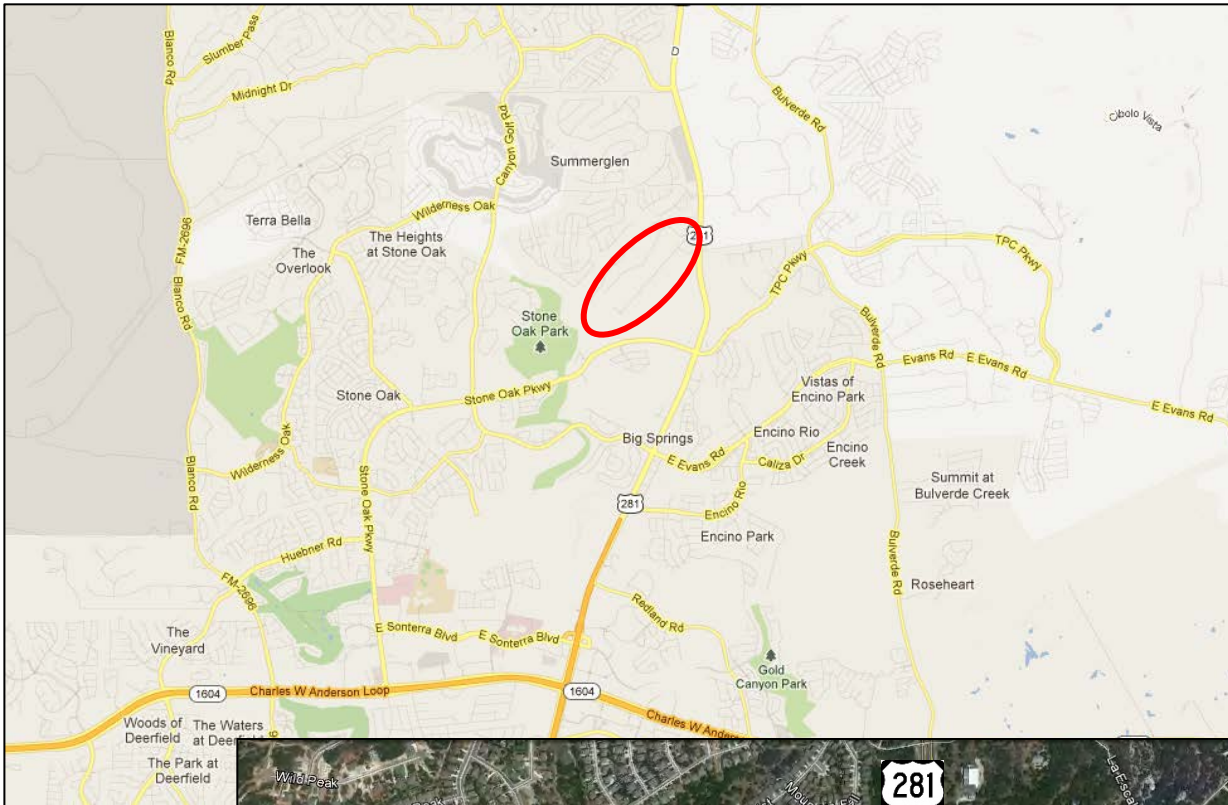 Blanco Rd
Slumber Pass
Midnight Dr
Canyon Golf Rd
Bulverde Rd
Cibolo Vista
Summerglen
FM-2696
Terra Bella
Wilderness Oak
The Heights
at Stone Oak
The
Overlook
281
TPC Pkwy
TPC Pkwy
Blanco Rd
Stone
Oak Park
Bulverde Rd
Evans Rd
E Evans Rd
Vistas of
Encino Park
Stone Oak
Stone Oak Pkwy
E Evans Rd
Big Springs
Encino Rio
Encino
Creek
E Evans Rd
Caliza Dr
Wilderness Oak
Blanco Rd
Stone Oak Pkwy
Summit at
Bulverde Creek
281
Encino Rio
Encino Park
Huebner Rd
Bulverde Rd
FM-2696
Roseheart
Redland Rd
The
Vineyard
E Sonterra Blvd
E Sonterra Blvd
Gold
Canyon Park
1604
Charles W Anderson Loop
1604
Charles W Anderson
Woods of
Deerfield
The Waters
at Deerfield
The Park at
Deerfield
Wild Peak
281